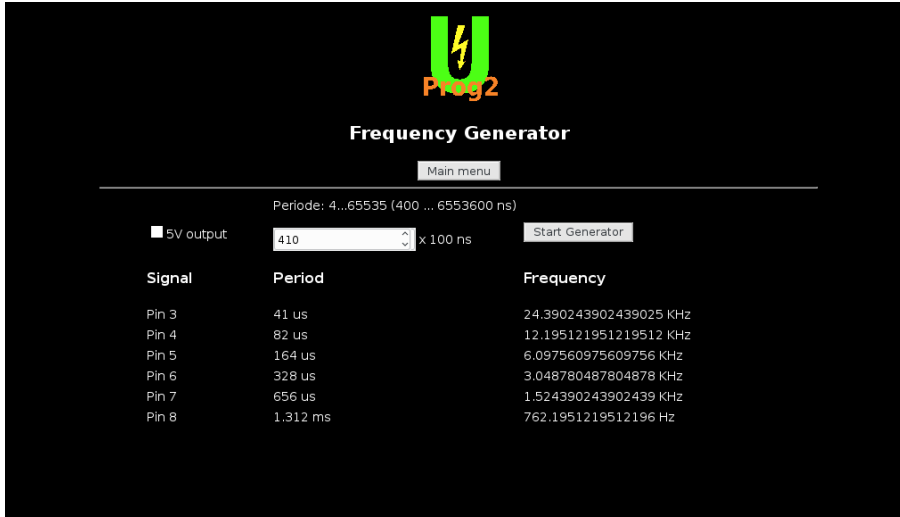 U
Prog2
Frequency Generator
Main menu
Periode: 4...65535 (400 ... 6553600 ns)
5V output 410 x 100 ns Start Generator
Signal Period Frequency
Pin 3 41 us 24.390243902439025 KHz
Pin 4 82 us 12.195121951219512 KHz
Pin 5 164 us 6.097560975609756 KHz
Pin 6 328 us 3.048780487804878 KHz
Pin 7 656 us 1.524390243902439 KHz
Pin 8 1.312 ms 762.1951219512196 Hz